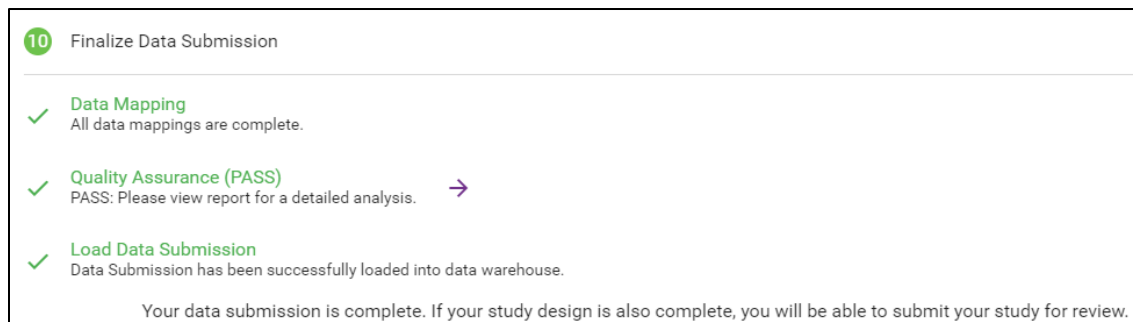 10 Finalize Data Submission
Data Mapping
All data mappings are complete.
Quality Assurance (PASS)
PASS: Please view report for a detailed analysis.
Load Data Submission
Data Submission has been successfully loaded into data warehouse.
Your data submission is complete. If your study design is also complete, you will be able to submit your study for review.